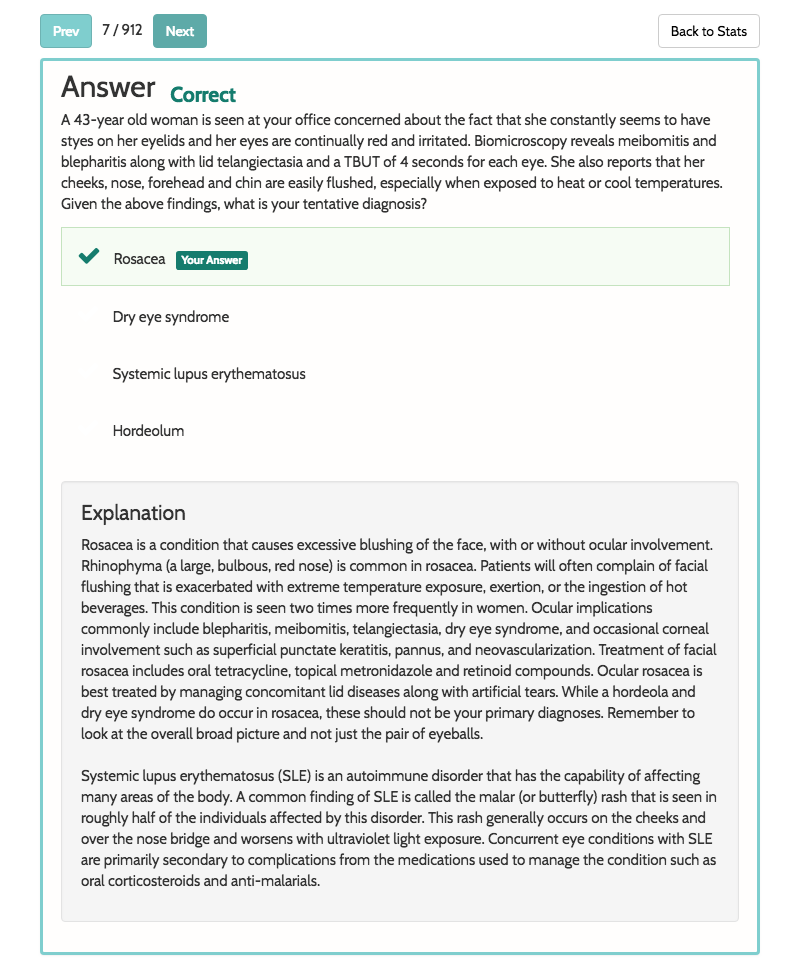 Prev 7 / 912 Next Back to Stats
Answer Correct
A 43-year old woman is seen at your office concerned about the fact that she constantly seems to have
styes on her eyelids and her eyes are continually red and irritated. Biomicroscopy reveals meibomitis and
blepharitis along with lid telangiectasia and a TBUT of 4 seconds for each eye. She also reports that her
cheeks, nose, forehead and chin are easily flushed, especially when exposed to heat or cool temperatures.
Given the above findings, what is your tentative diagnosis?
Rosacea Your Answer
Dry eye syndrome
Systemic lupus erythematosus
Hordeolum
Explanation
Rosacea is a condition that causes excessive blushing of the face, with or without ocular involvement.
Rhinophyma (a large, bulbous, red nose) is common in rosacea. Patients will often complain of facial
flushing that is exacerbated with extreme temperature exposure, exertion, or the ingestion of hot
beverages. This condition is seen two times more frequently in women. Ocular implications
commonly include blepharitis, meibomitis, telangiectasia, dry eye syndrome, and occasional corneal
involvement such as superficial punctate keratitis, pannus, and neovascularization. Treatment of facial
rosacea includes oral tetracycline, topical metronidazole and retinoid compounds. Ocular rosacea is
best treated by managing concomitant lid diseases along with artificial tears. While a hordeola and
dry eye syndrome do occur in rosacea, these should not be your primary diagnoses. Remember to
look at the overall broad picture and not just the pair of eyeballs.
Systemic lupus erythematosus (SLE) is an autoimmune disorder that has the capability of affecting
many areas of the body. A common finding of SLE is called the malar (or butterfly) rash that is seen in
roughly half of the individuals affected by this disorder. This rash generally occurs on the cheeks and
over the nose bridge and worsens with ultraviolet light exposure. Concurrent eye conditions with SLE
are primarily secondary to complications from the medications used to manage the condition such as
oral corticosteroids and anti-malarials.